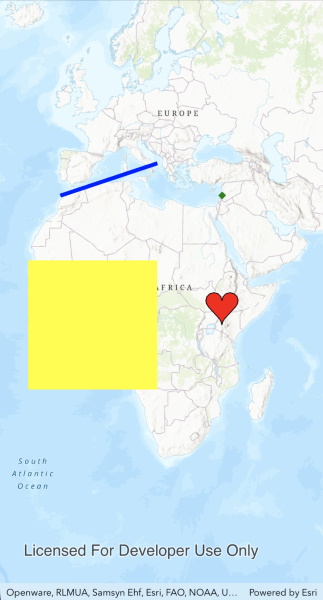 EUROPE
AFRICA
South
Atlantic
Ocean
Licensed For Developer Use Only
Openware, RLMUA, Samsyn Ehf, Esri, FAO, NOAA, U... Powered by Esri